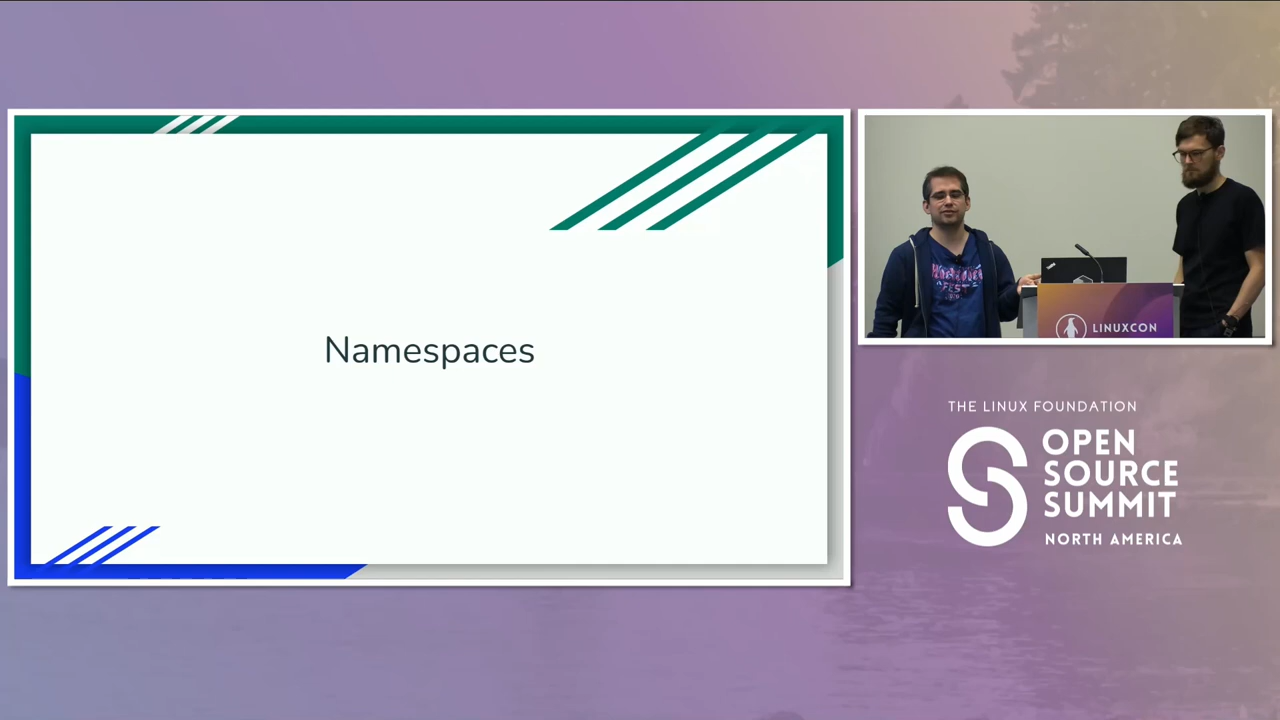 Namespaces
LINUXCON
THE LINUX FOUNDATION
OPEN
SOURCE
SUMMIT
NORTH AMERICA